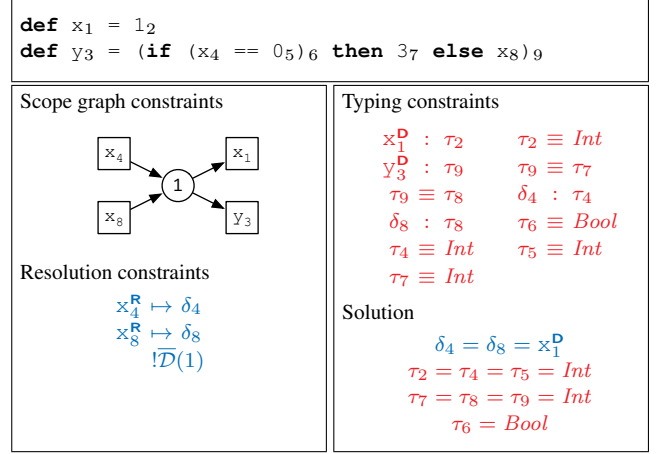 def x₁ = 1₂
def y₃ = (if (x₄ == 0₅)₆ then 3₇ else x₈)₉
Scope graph constraints
x₄ x₁
1
x₈ y₃
Resolution constraints
x₄ᴿ ↦ δ₄
x₈ᴿ ↦ δ₈
!D̅(1)
Typing constraints
x₁ᴰ : τ₂ τ₂ ≡ Int
y₃ᴰ : τ₉ τ₉ ≡ τ₇
τ₉ ≡ τ₈ δ₄ : τ₄
δ₈ : τ₈ τ₆ ≡ Bool
τ₄ ≡ Int τ₅ ≡ Int
τ₇ ≡ Int
Solution
δ₄ = δ₈ = x₁ᴰ
τ₂ = τ₄ = τ₅ = Int
τ₇ = τ₈ = τ₉ = Int
τ₆ = Bool